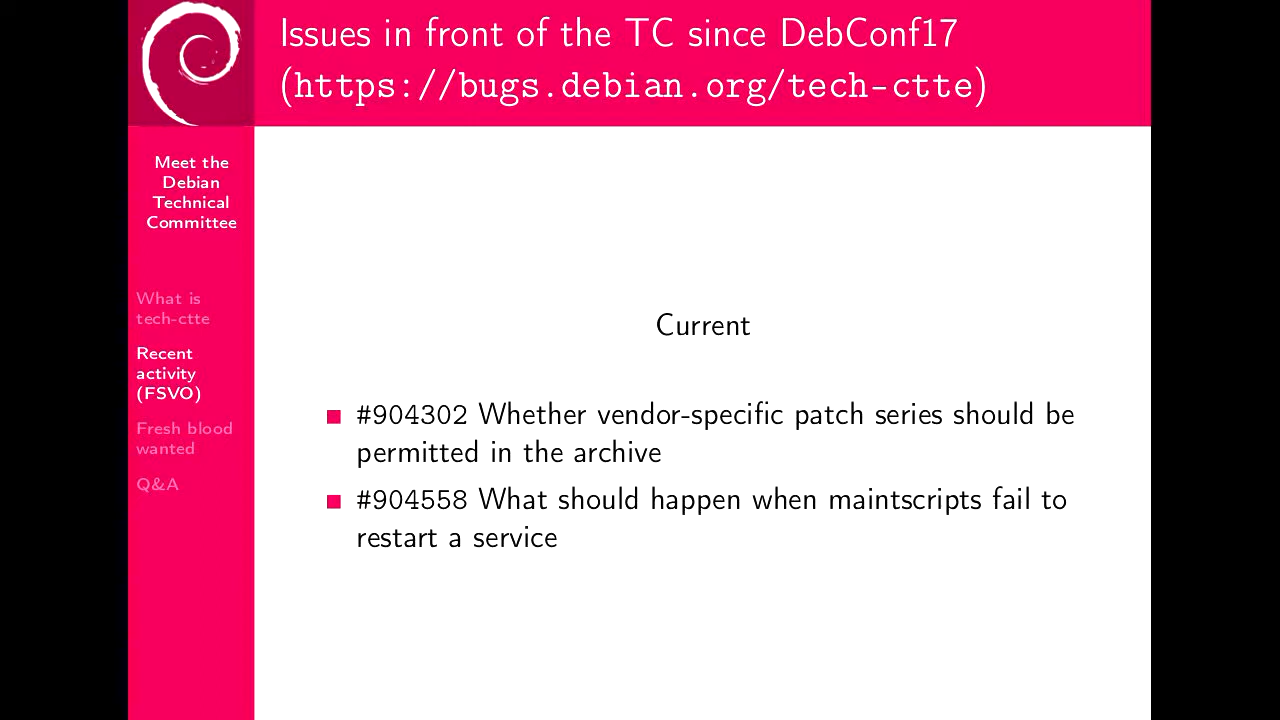 Issues in front of the TC since DebConf17
(https://bugs.debian.org/tech-ctte)
Meet the
Debian
Technical
Committee
What is
tech-ctte
Recent
activity
(FSVO)
Fresh blood
wanted
Q&A
Current
#904302 Whether vendor-specific patch series should be
permitted in the archive
#904558 What should happen when maintscripts fail to
restart a service